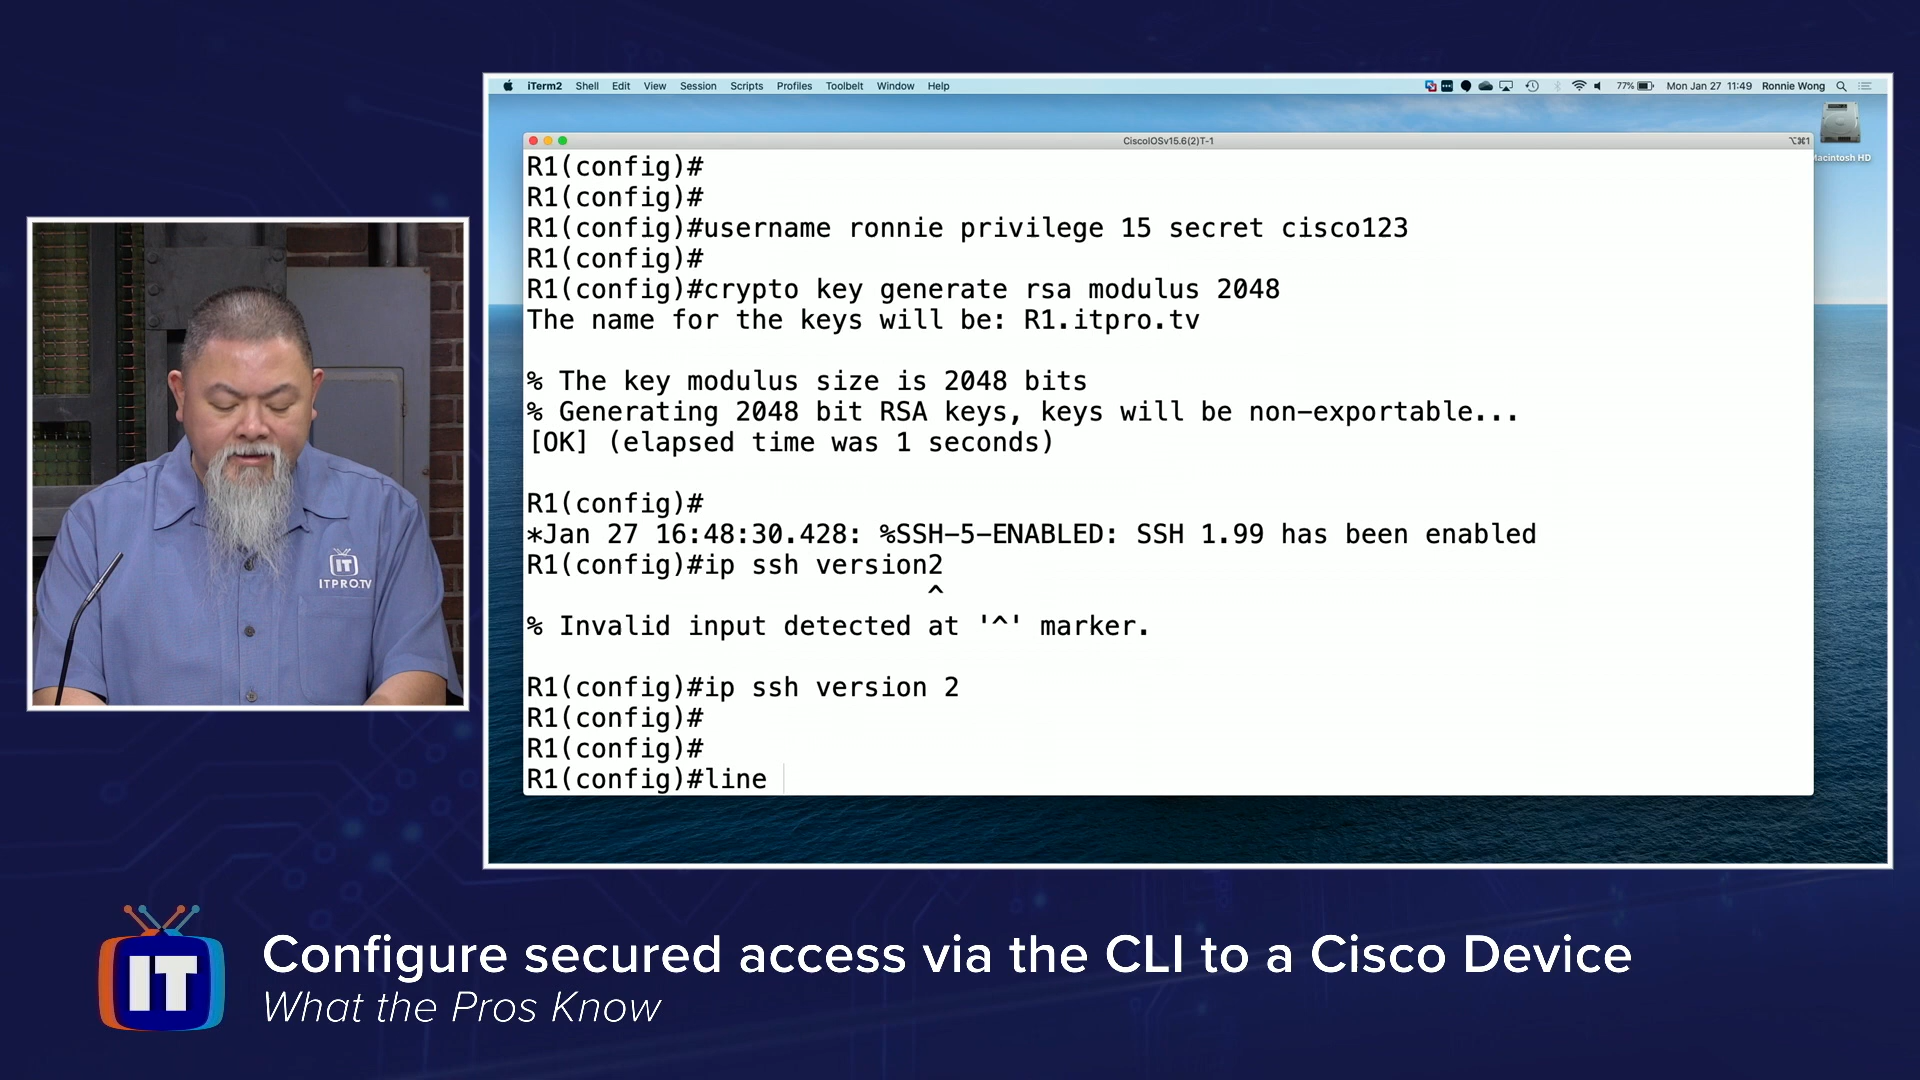 iTerm2 Shell Edit View Session Scripts Profiles Toolbelt Window Help 77% Mon Jan 27 11:49 Ronnie Wong
CiscoIOSv15.6(2)T-1 ⌥⌘1
Macintosh HD
R1(config)#
R1(config)#
R1(config)#username ronnie privilege 15 secret cisco123
R1(config)#
R1(config)#crypto key generate rsa modulus 2048
The name for the keys will be: R1.itpro.tv
% The key modulus size is 2048 bits
% Generating 2048 bit RSA keys, keys will be non-exportable...
[OK] (elapsed time was 1 seconds)
R1(config)#
*Jan 27 16:48:30.428: %SSH-5-ENABLED: SSH 1.99 has been enabled
R1(config)#ip ssh version2
^
% Invalid input detected at '^' marker.
R1(config)#ip ssh version 2
R1(config)#
R1(config)#
R1(config)#line
IT
ITPRO.TV
IT
Configure secured access via the CLI to a Cisco Device
What the Pros Know